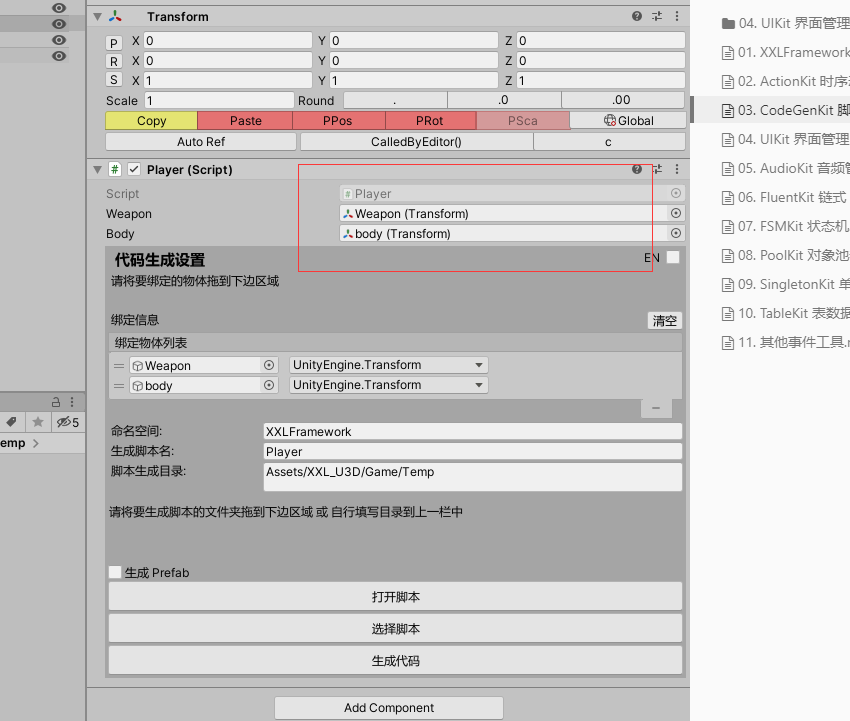 Transform
P X 0 Y 0 Z 0
R X 0 Y 0 Z 0
S X 1 Y 1 Z 1
Scale 1 Round . .0 .00
Copy Paste PPos PRot PSca Global
Auto Ref CalledByEditor() c
Player (Script)
Script Player
Weapon Weapon (Transform)
Body body (Transform)
代码生成设置 EN
请将要绑定的物体拖到下边区域
绑定信息 清空
绑定物体列表
Weapon UnityEngine.Transform
body UnityEngine.Transform
命名空间: XXLFramework
生成脚本名: Player
脚本生成目录: Assets/XXL_U3D/Game/Temp
请将要生成脚本的文件夹拖到下边区域 或 自行填写目录到上一栏中
生成 Prefab
打开脚本
选择脚本
生成代码
Add Component
5
emp
04. UIKit 界面管理
01. XXLFramework
02. ActionKit 时序
03. CodeGenKit 脚
04. UIKit 界面管理
05. AudioKit 音频
06. FluentKit 链式
07. FSMKit 状态机
08. PoolKit 对象池
09. SingletonKit 单
10. TableKit 表数据
11. 其他事件工具.